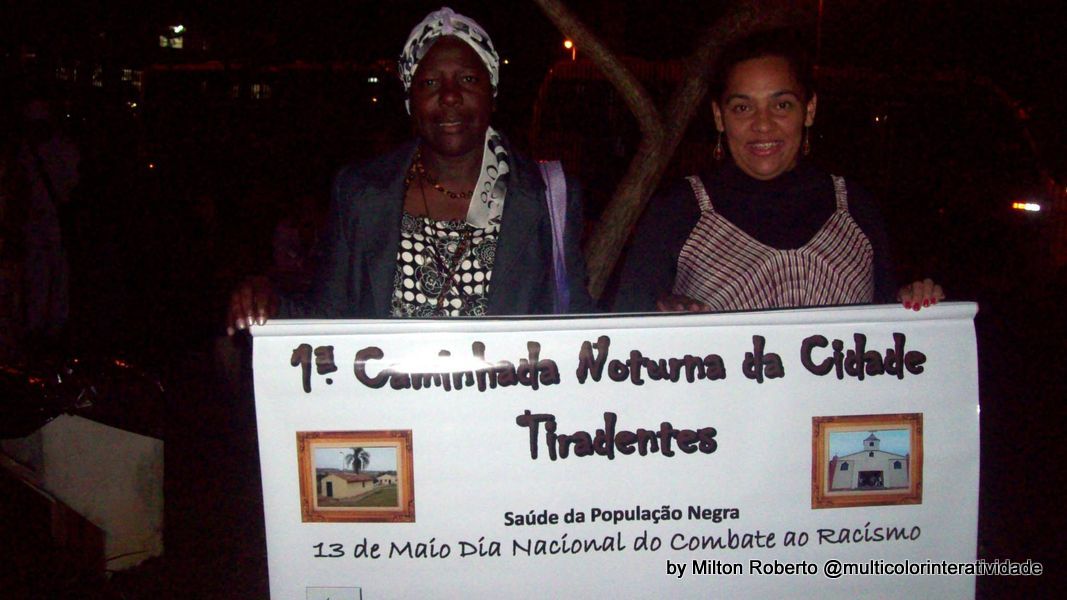 1ª Caminhada Noturna da Cidade
Tiradentes
Saúde da População Negra
13 de Maio Dia Nacional do Combate ao Racismo
by Milton Roberto @multicolorinteratividade